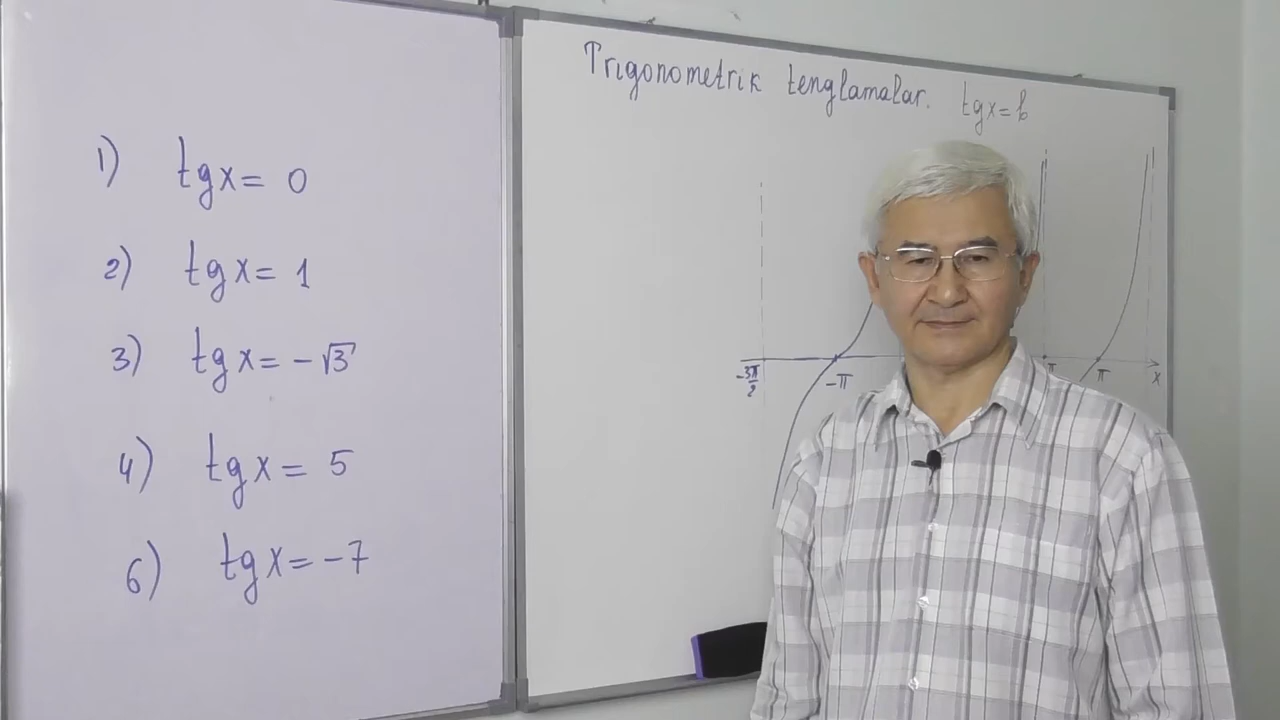 1) tgx = 0
2) tgx = 1
3) tgx = -√3
4) tgx = 5
6) tgx = -7
Trigonometrik tenglamalar. tgx = b
-3π/2 -π π x